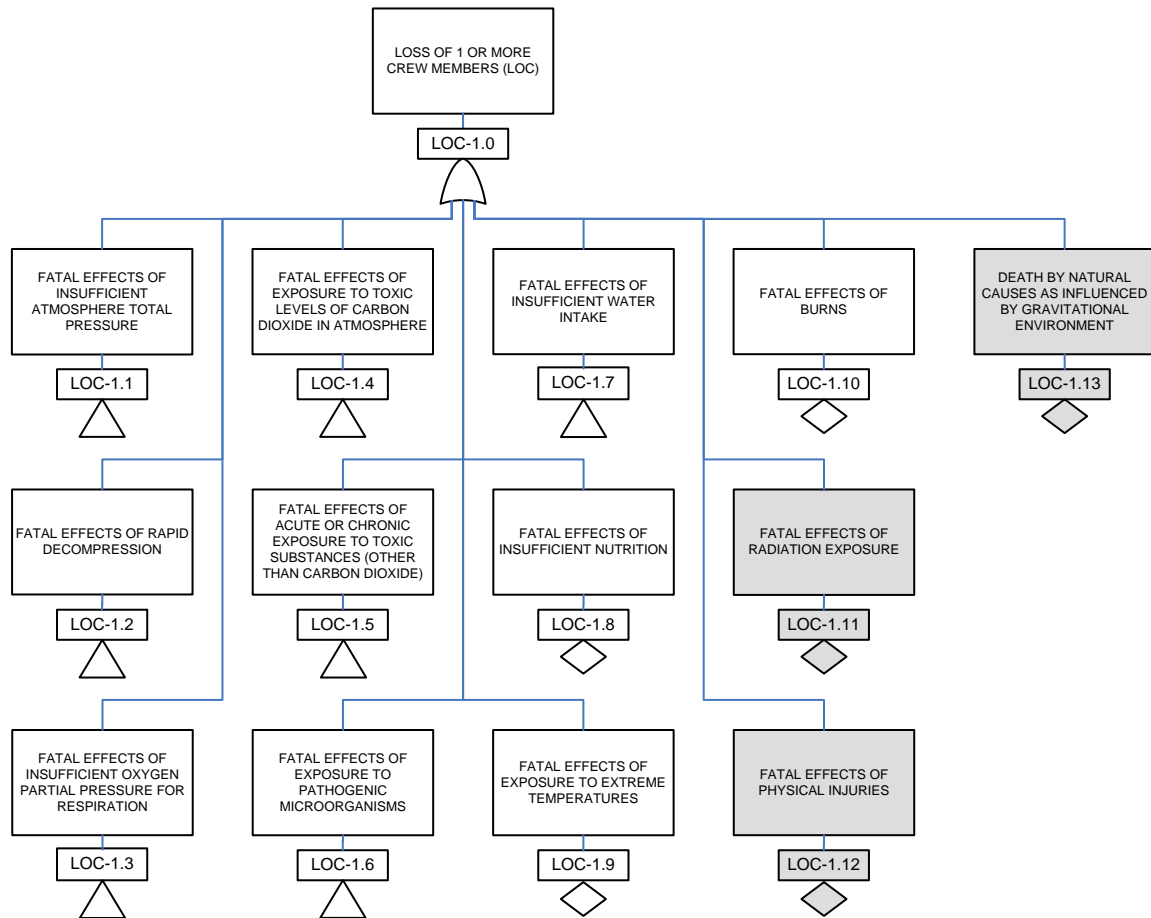 LOSS OF 1 OR MORE
CREW MEMBERS (LOC)
LOC-1.0
FATAL EFFECTS OF
INSUFFICIENT
ATMOSPHERE TOTAL
PRESSURE
LOC-1.1
FATAL EFFECTS OF
EXPOSURE TO TOXIC
LEVELS OF CARBON
DIOXIDE IN ATMOSPHERE
LOC-1.4
FATAL EFFECTS OF
INSUFFICIENT WATER
INTAKE
LOC-1.7
FATAL EFFECTS OF
BURNS
LOC-1.10
DEATH BY NATURAL
CAUSES AS INFLUENCED
BY GRAVITATIONAL
ENVIRONMENT
LOC-1.13
FATAL EFFECTS OF RAPID
DECOMPRESSION
LOC-1.2
FATAL EFFECTS OF
ACUTE OR CHRONIC
EXPOSURE TO TOXIC
SUBSTANCES (OTHER
THAN CARBON DIOXIDE)
LOC-1.5
FATAL EFFECTS OF
INSUFFICIENT NUTRITION
LOC-1.8
FATAL EFFECTS OF
RADIATION EXPOSURE
LOC-1.11
FATAL EFFECTS OF
INSUFFICIENT OXYGEN
PARTIAL PRESSURE FOR
RESPIRATION
LOC-1.3
FATAL EFFECTS OF
EXPOSURE TO
PATHOGENIC
MICROORGANISMS
LOC-1.6
FATAL EFFECTS OF
EXPOSURE TO EXTREME
TEMPERATURES
LOC-1.9
FATAL EFFECTS OF
PHYSICAL INJURIES
LOC-1.12